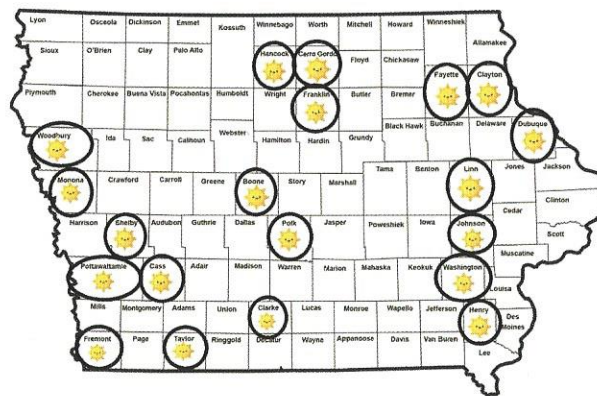 Lyon Osceola Dickinson Emmet Kossuth Winnebago Worth Mitchell Howard Winneshiek Allamakee
Sioux O'Brien Clay Palo Alto Hancock Cerro Gordo Floyd Chickasaw Fayette Clayton
Plymouth Cherokee Buena Vista Pocahontas Humboldt Wright Franklin Butler Bremer
Woodbury Ida Sac Calhoun Webster Hamilton Hardin Grundy Black Hawk Buchanan Delaware Dubuque
Monona Crawford Carroll Greene Boone Story Marshall Tama Benton Linn Jones Jackson
Harrison Shelby Audubon Guthrie Dallas Polk Jasper Poweshiek Iowa Johnson Cedar Clinton
Scott
Muscatine
Pottawattamie Cass Adair Madison Warren Marion Mahaska Keokuk Washington Louisa
Mills Montgomery Adams Union Clarke Lucas Monroe Wapello Jefferson Henry Des Moines
Fremont Page Taylor Ringgold Decatur Wayne Appanoose Davis Van Buren Lee